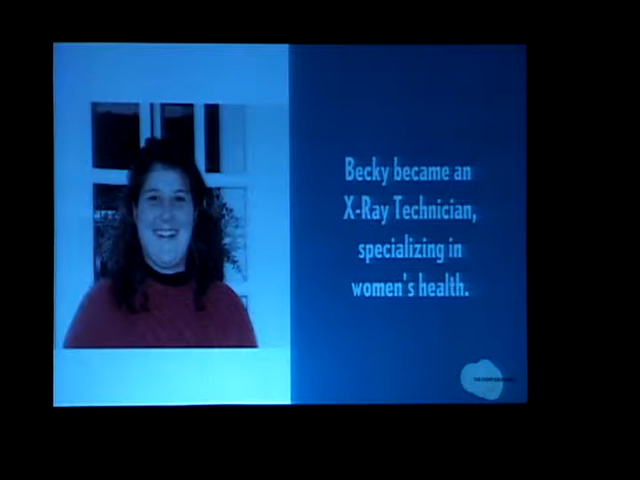 Becky became an
X-Ray Technician,
specializing in
women's health.